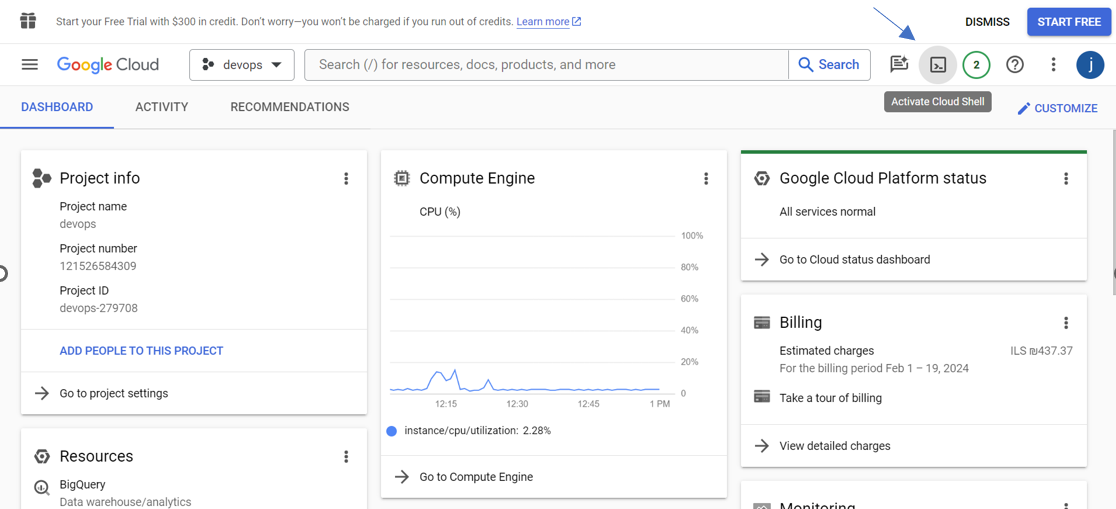 Start your Free Trial with $300 in credit. Don't worry—you won't be charged if you run out of credits. Learn more
DISMISS
START FREE
Google Cloud
devops
Search (/) for resources, docs, products, and more
Search
2
j
Activate Cloud Shell
DASHBOARD
ACTIVITY
RECOMMENDATIONS
CUSTOMIZE
Project info
Project name
devops
Project number
121526584309
Project ID
devops-279708
ADD PEOPLE TO THIS PROJECT
Go to project settings
Resources
BigQuery
Data warehouse/analytics
Compute Engine
CPU (%)
100%
80%
60%
40%
20%
0
12:15
12:30
12:45
1 PM
instance/cpu/utilization: 2.28%
Go to Compute Engine
Google Cloud Platform status
All services normal
Go to Cloud status dashboard
Billing
Estimated charges
ILS ₪437.37
For the billing period Feb 1 – 19, 2024
Take a tour of billing
View detailed charges
Monitoring